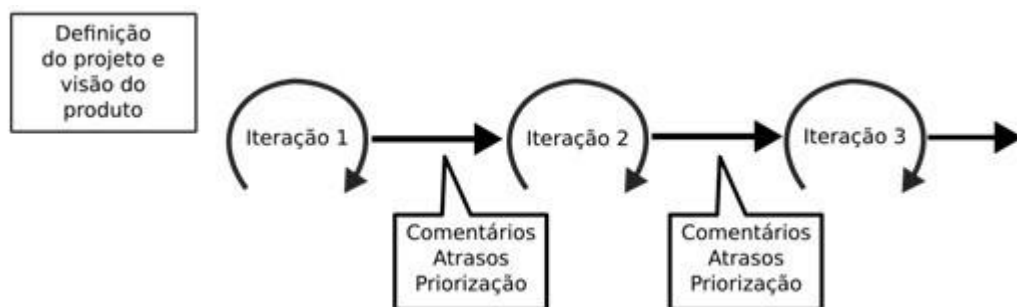 Definição
do projeto e
visão do
produto
Iteração 1
Iteração 2
Iteração 3
Comentários
Atrasos
Priorização
Comentários
Atrasos
Priorização